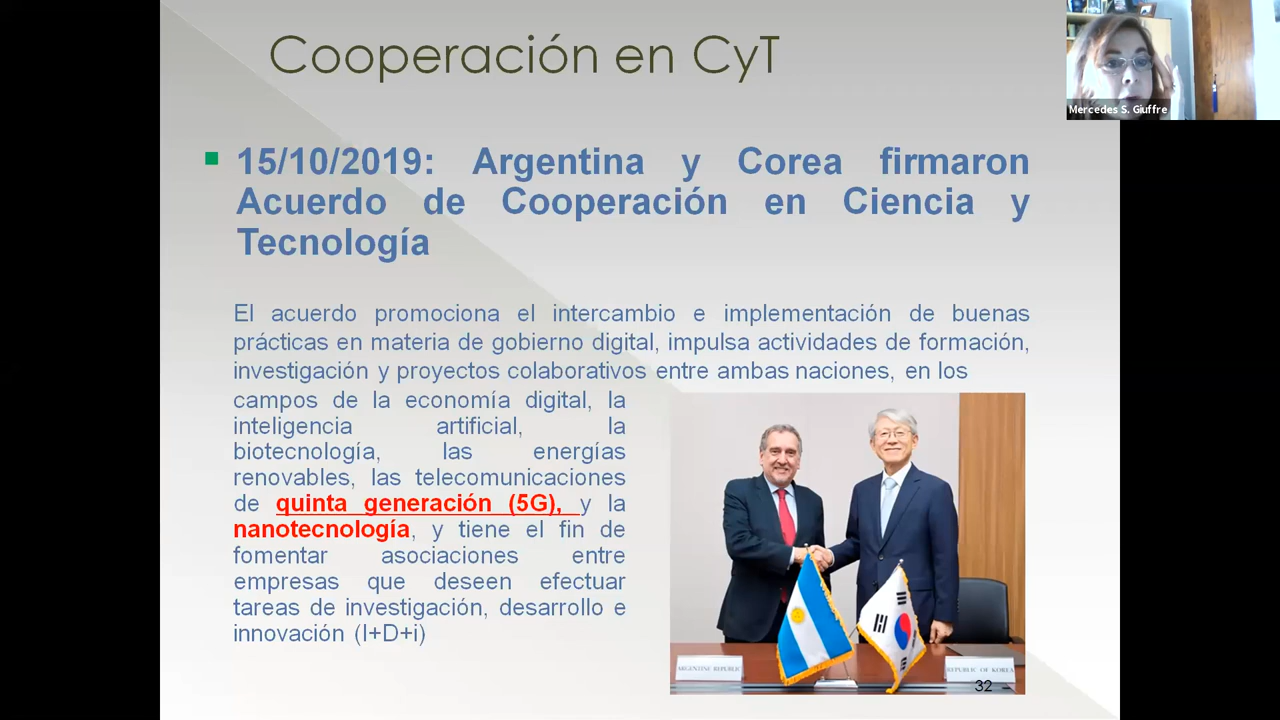 Cooperación en CyT
Mercedes S. Giuffre
15/10/2019: Argentina y Corea firmaron
Acuerdo de Cooperación en Ciencia y
Tecnología
El acuerdo promociona el intercambio e implementación de buenas
prácticas en materia de gobierno digital, impulsa actividades de formación,
investigación y proyectos colaborativos entre ambas naciones, en los
campos de la economía digital, la
inteligencia artificial, la
biotecnología, las energías
renovables, las telecomunicaciones
de quinta generación (5G), y la
nanotecnología, y tiene el fin de
fomentar asociaciones entre
empresas que deseen efectuar
tareas de investigación, desarrollo e
innovación (I+D+i)
ARGENTINE REPUBLIC
REPUBLIC OF KOREA
32